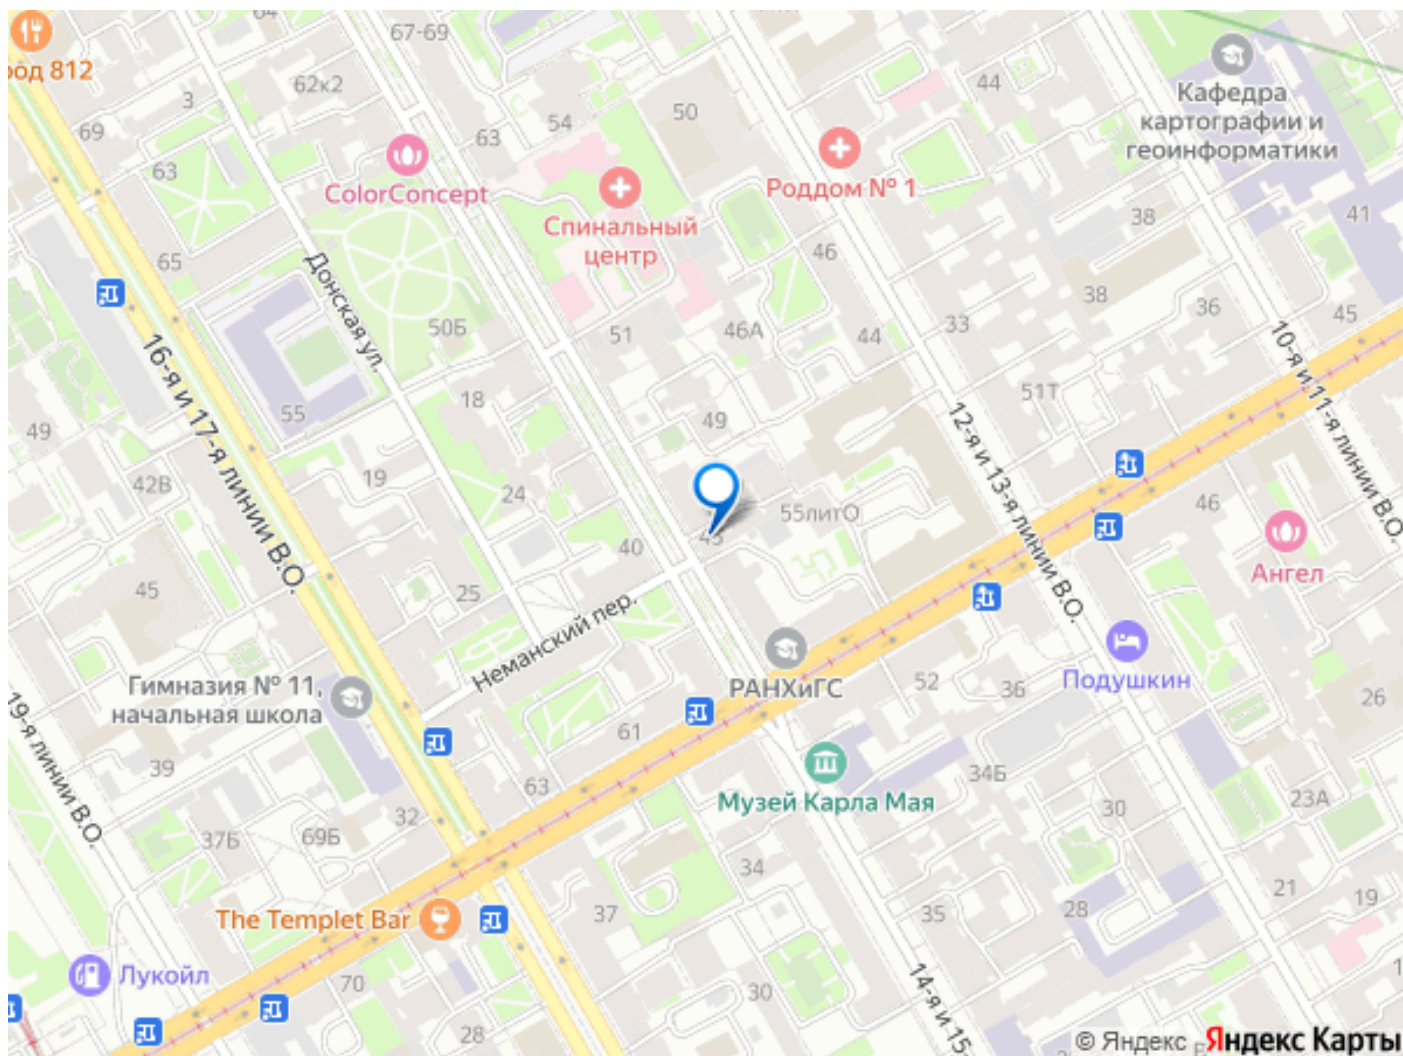 64
67-69
од 812
62к2
3
69
63
63
54
50
44
Кафедра
картографии и
геоинформатики
ColorConcept
Роддом № 1
Спинальный
центр
38
41
65
46
Донская ул.
50Б
51
46А
44
33
38
36
45
16-я и 17-я линии В.О.
10-я и 11-я линии В.О.
55
18
49
51Т
12-я и 13-я линии В.О.
49
42В
19
24
55литО
46
40
Ангел
45
25
Неманский пер.
РАНХиГС
Подушкин
52
36
26
Гимназия № 11,
начальная школа
19-я линии В.О.
61
39
63
34Б
Музей Карла Мая
30
23А
32
37Б
69Б
34
21
19
The Templet Bar
37
35
28
Лукойл
70
30
28
14-я и 15-
1
© Яндекс Яндекс Карты